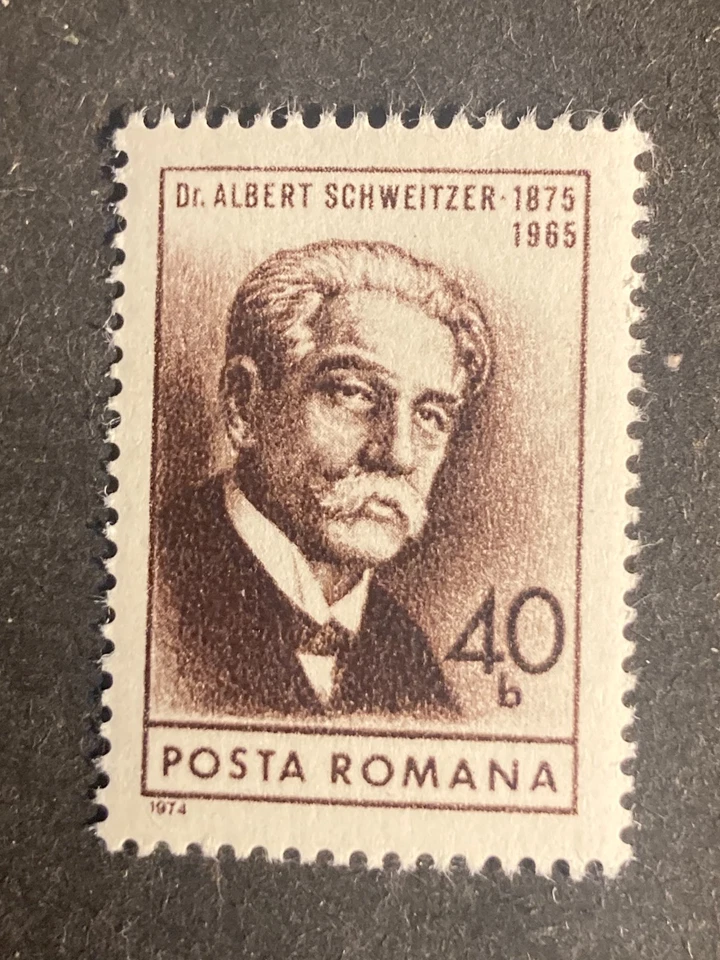 Dr. ALBERT SCHWEITZER · 1875
1965
40
b
POSTA ROMANA
1974